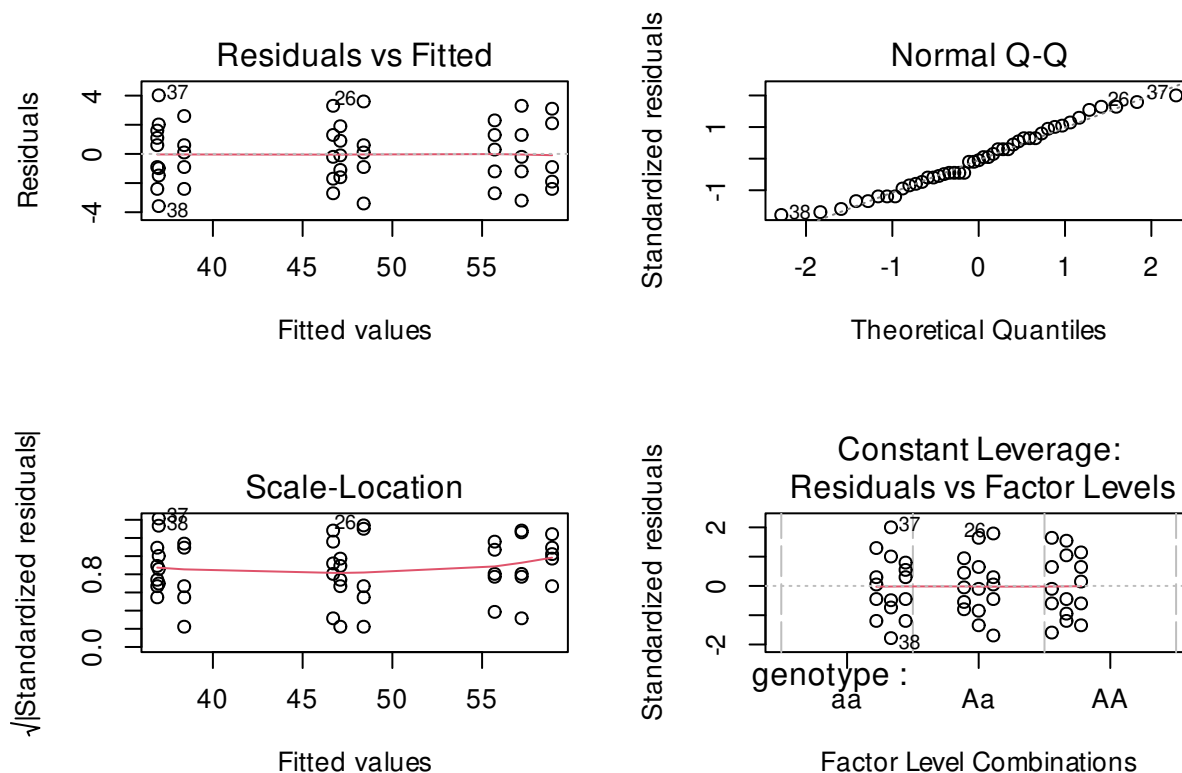 Residuals vs Fitted
Residuals
4
0
-4
37
26
38
40
45
50
55
Fitted values
Normal Q-Q
Standardized residuals
1
-1
26
37
38
-2
-1
0
1
2
Theoretical Quantiles
Scale-Location
√|Standardized residuals|
0.8
0.0
37
38
26
40
45
50
55
Fitted values
Constant Leverage:
Residuals vs Factor Levels
Standardized residuals
2
0
-2
37
26
38
genotype :
aa
Aa
AA
Factor Level Combinations